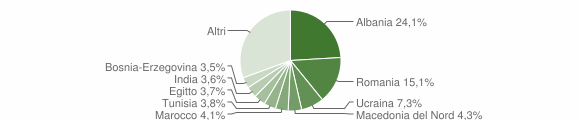 Albania 24,1%
Altri
Bosnia-Erzegovina 3,5%
India 3,6%
Romania 15,1%
Egitto 3,7%
Tunisia 3,8%
Ucraina 7,3%
Marocco 4,1%
Macedonia del Nord 4,3%